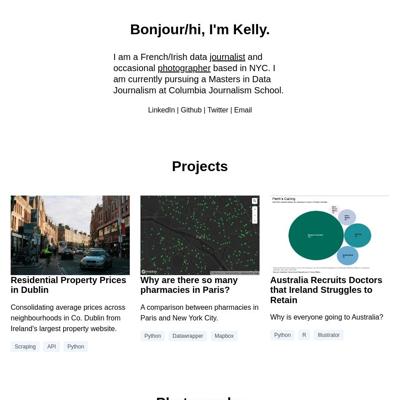 Bonjour/hi, I'm Kelly.
I am a French/Irish data journalist and
occasional photographer based in NYC. I
am currently pursuing a Masters in Data
Journalism at Columbia Journalism School.
LinkedIn | Github | Twitter | Email
Projects
Residential Property Prices
in Dublin
Consolidating average prices across
neighbourhoods in Co. Dublin from
Ireland's largest property website.
Scraping API Python
Why are there so many
pharmacies in Paris?
A comparison between pharmacies in
Paris and New York City.
Python Datawrapper Mapbox
Australia Recruits Doctors
that Ireland Struggles to
Retain
Why is everyone going to Australia?
Python R Illustrator